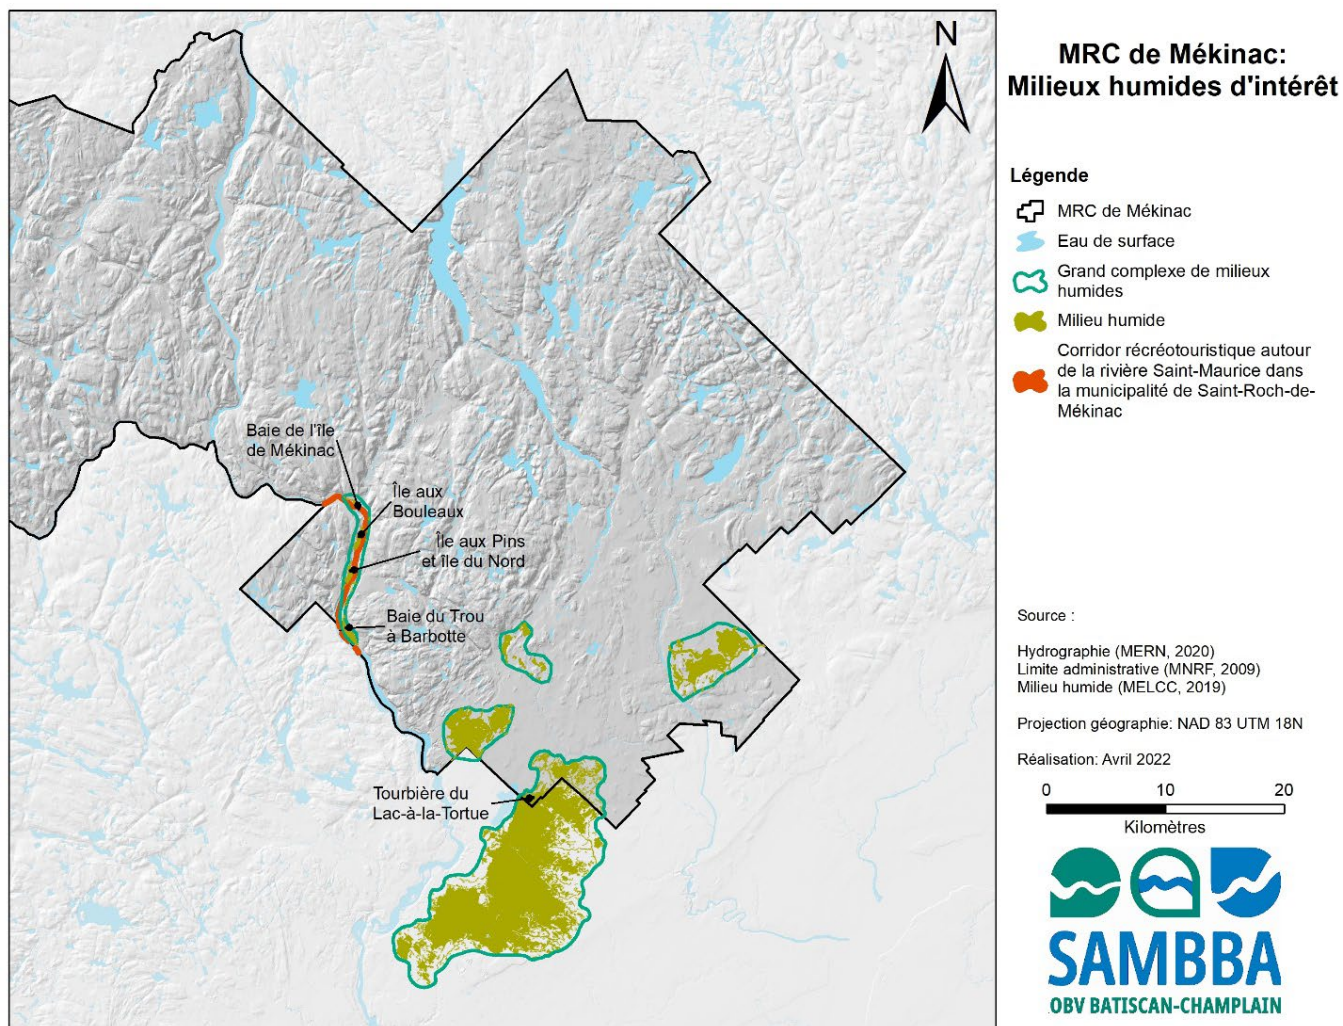 N
MRC de Mékinac:
Milieux humides d'intérêt
Légende
MRC de Mékinac
Eau de surface
Grand complexe de milieux
humides
Milieu humide
Corridor récréotouristique autour
de la rivière Saint-Maurice dans
la municipalité de Saint-Roch-de-
Mékinac
Baie de l'île
de Mékinac
Île aux
Bouleaux
Île aux Pins
et île du Nord
Baie du Trou
à Barbotte
Tourbière du
Lac-à-la-Tortue
Source :
Hydrographie (MERN, 2020)
Limite administrative (MNRF, 2009)
Milieu humide (MELCC, 2019)
Projection géographie: NAD 83 UTM 18N
Réalisation: Avril 2022
0 10 20
Kilomètres
SAMBBA
OBV BATISCAN-CHAMPLAIN